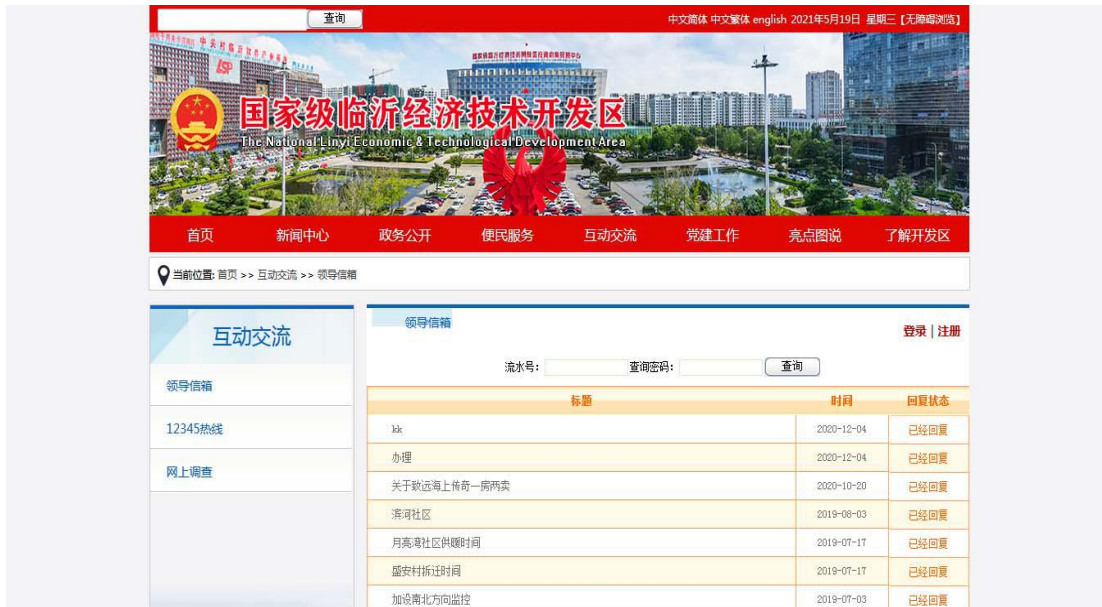 查询
中文简体 中文繁体 english 2021年5月19日 星期三【无障碍浏览】
国家级临沂经济技术开发区
The National Linyi Economic & Technological Development Area
首页 新闻中心 政务公开 便民服务 互动交流 党建工作 亮点图说 了解开发区
当前位置: 首页 >> 互动交流 >> 领导信箱
互动交流
领导信箱
12345热线
网上调查
领导信箱
登录 | 注册
流水号: 查询密码: 查询
标题 时间 回复状态
kk 2020-12-04 已经回复
办理 2020-12-04 已经回复
关于致远海上传奇一房两卖 2020-10-20 已经回复
滨河社区 2019-08-03 已经回复
月亮湾社区供暖时间 2019-07-17 已经回复
盛安村拆迁时间 2019-07-17 已经回复
加设南北方向监控 2019-07-03 已经回复